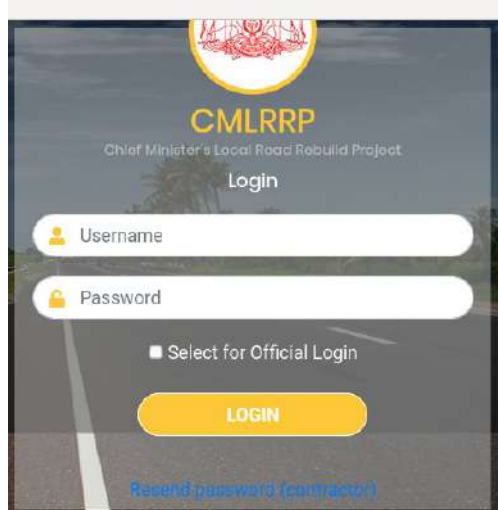 CMLRRP
Chief Minister's Local Road Rebuild Project
Login
Username
Password
Select for Official Login
LOGIN
Resend password (contractor)